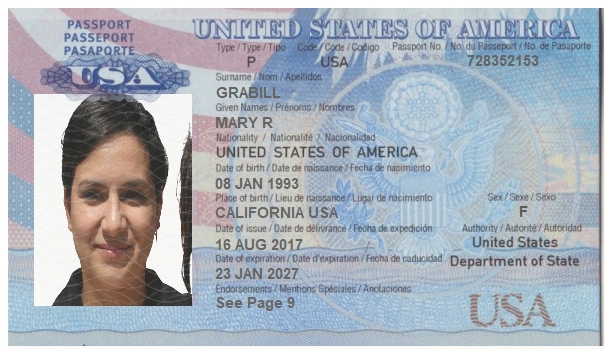 PASSPORT
PASSEPORT
PASAPORTE
USA
UNITED STATES OF AMERICA
Type / Type / Tipo Code / Code / Codigo Passport No. / No. du Passeport / No. de Pasaporte
P USA 728352153
Surname / Nom / Apellidos
GRABILL
Given Names / Prénoms / Nombres
MARY R
Nationality / Nationalité / Nacionalidad
UNITED STATES OF AMERICA
Date of birth / Date de naissance / Fecha de nacimiento
08 JAN 1993
Place of birth / Lieu de naissance / Lugar de nacimiento Sex / Sexe / Sexo
CALIFORNIA USA F
Date of issue / Date de délivrance / Fecha de expedición Authority / Autorité / Autoridad
16 AUG 2017 United States
Date of expiration / Date d'expiration / Fecha de caducidad Department of State
23 JAN 2027
Endorsements / Mentions Spéciales / Anotaciones
See Page 9
USA